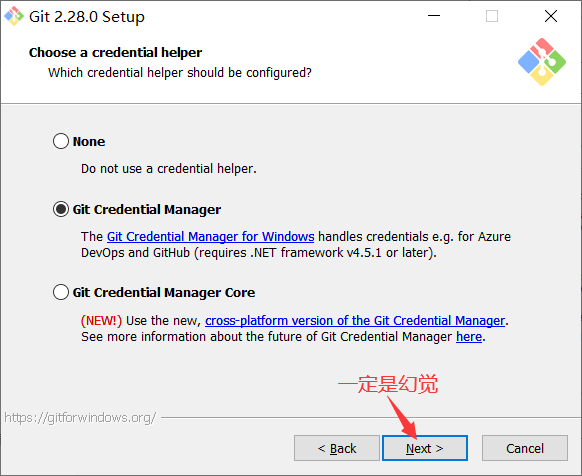 Git 2.28.0 Setup
Choose a credential helper
Which credential helper should be configured?
None
Do not use a credential helper.
Git Credential Manager
The Git Credential Manager for Windows handles credentials e.g. for Azure
DevOps and GitHub (requires .NET framework v4.5.1 or later).
Git Credential Manager Core
(NEW!) Use the new, cross-platform version of the Git Credential Manager.
See more information about the future of Git Credential Manager here.
一定是幻觉
https://gitforwindows.org/
< Back
Next >
Cancel